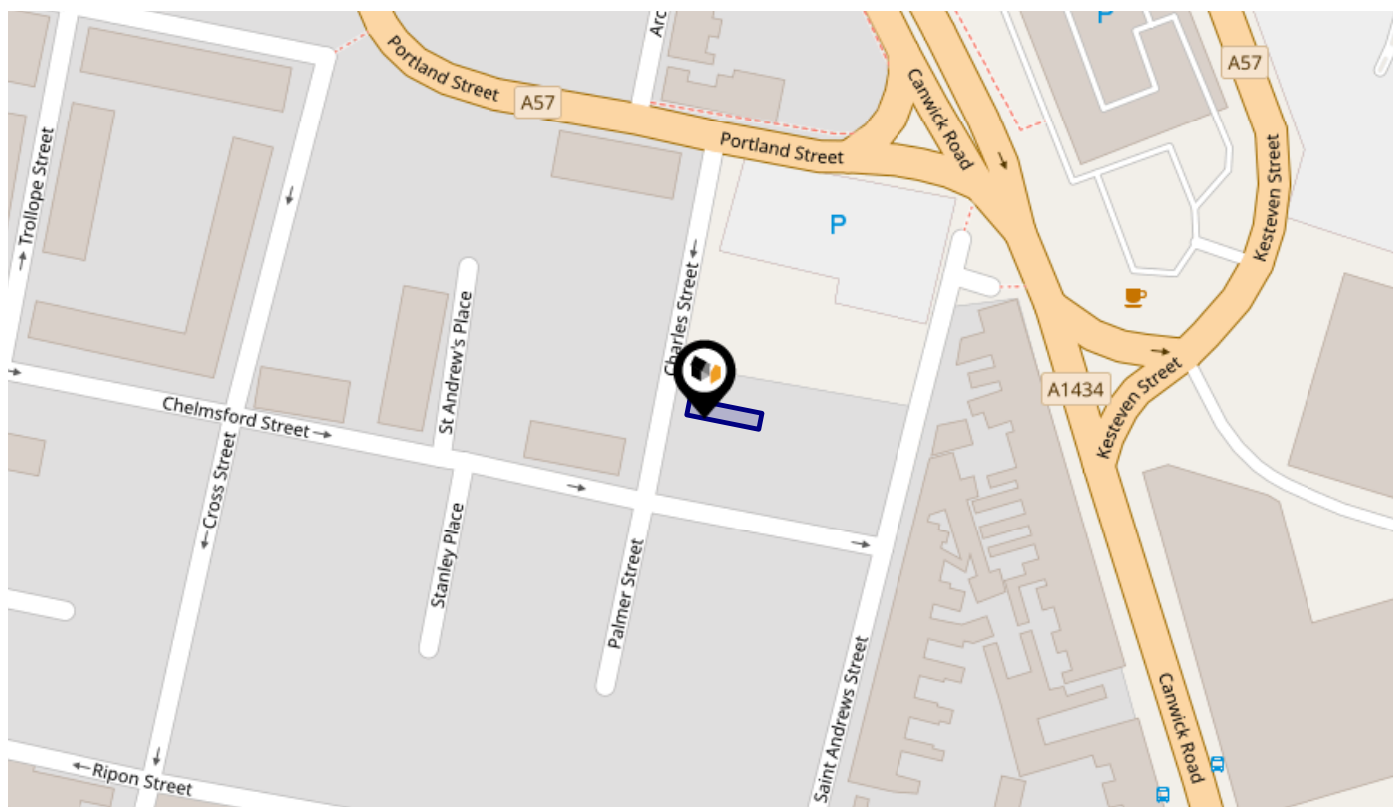 Arc
P
Portland Street
A57
A57
Canwick Road
Portland Street
Trollope Street
Kesteven Street
P
Charles Street
St Andrew's Place
A1434
Kesteven Street
Chelmsford Street
Cross Street
Stanley Place
Palmer Street
Saint Andrews Street
Canwick Road
Ripon Street